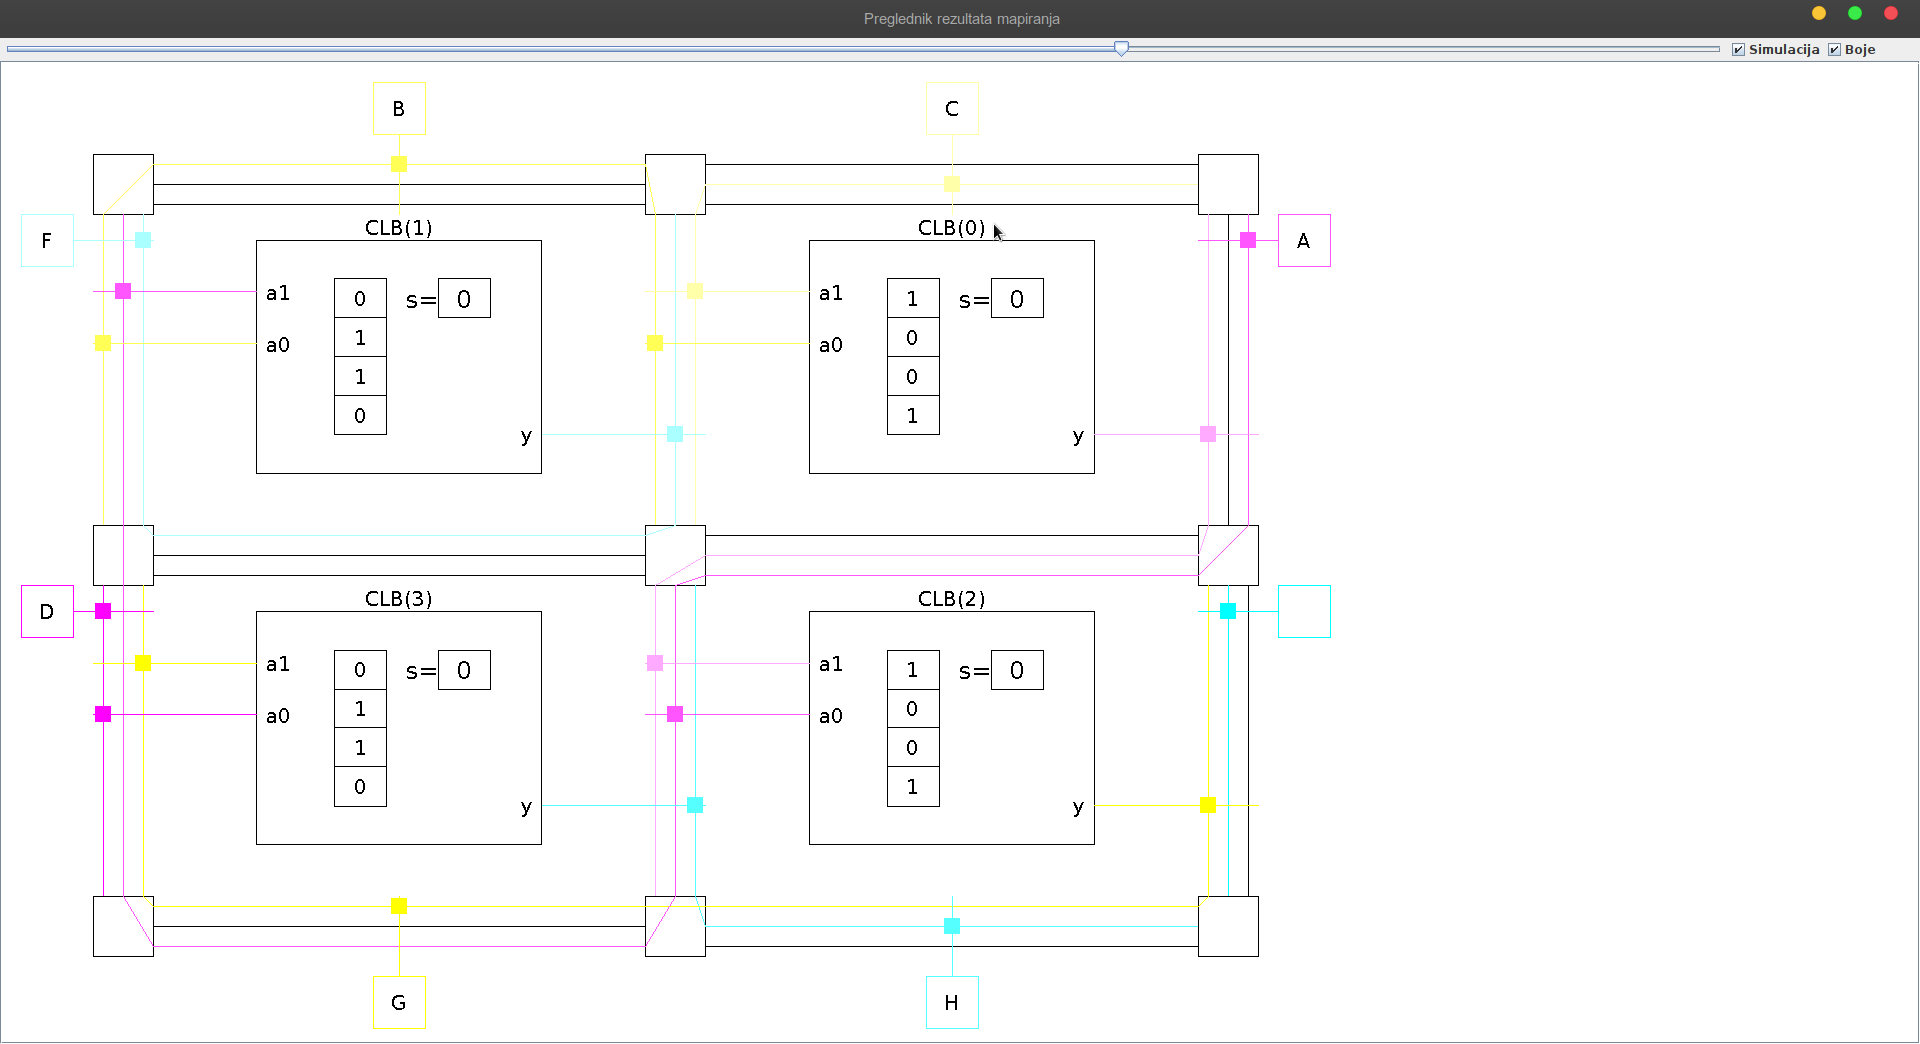 Preglednik rezultata mapiranja
Simulacija Boje
B C
CLB(1) CLB(0)
F A
a1 0 s= 0 a1 1 s= 0
a0 1 a0 0
1 0
0 1
y y
CLB(3) CLB(2)
D
a1 0 s= 0 a1 1 s= 0
a0 1 a0 0
1 0
0 1
y y
G H